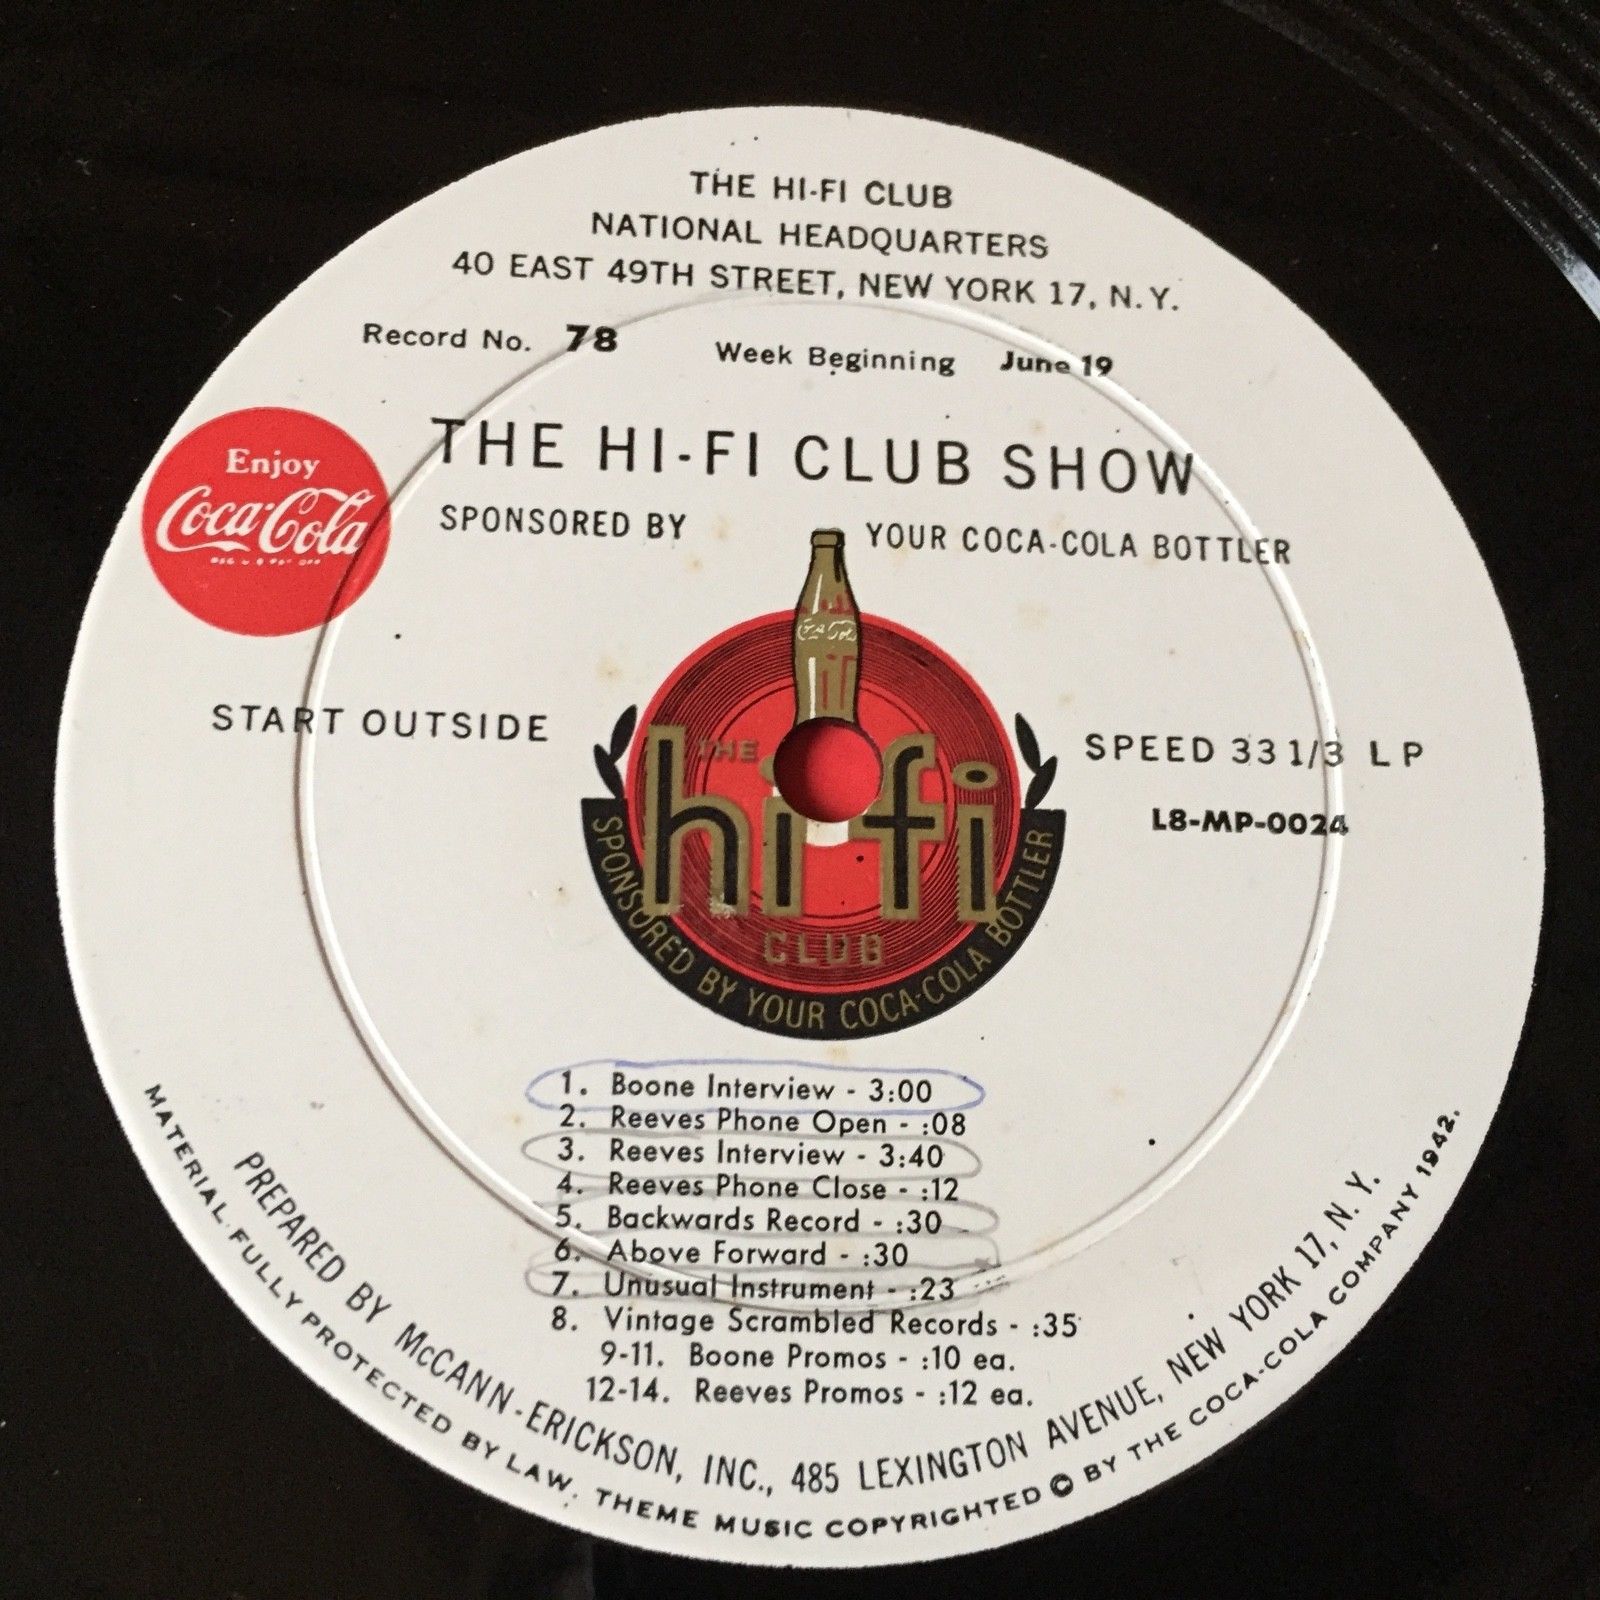 THE HI-FI CLUB
NATIONAL HEADQUARTERS
40 EAST 49TH STREET, NEW YORK 17, N.Y.
Record No. 78 Week Beginning June 19
THE HI-FI CLUB SHOW
Enjoy
Coca-Cola
SPONSORED BY YOUR COCA-COLA BOTTLER
Coca-Cola
START OUTSIDE
SPEED 33 1/3 LP
L8-MP-0024
THE
hi fi
CLUB
SPONSORED BY YOUR COCA-COLA BOTTLER
1. Boone Interview - 3:00
2. Reeves Phone Open - :08
3. Reeves Interview - 3:40
4. Reeves Phone Close - :12
5. Backwards Record - :30
6. Above Forward - :30
7. Unusual Instrument - :23
8. Vintage Scrambled Records - :35
9-11. Boone Promos - :10 ea.
12-14. Reeves Promos - :12 ea.
PREPARED BY McCANN-ERICKSON, INC., 485 LEXINGTON AVENUE, NEW YORK 17, N. Y.
MATERIAL FULLY PROTECTED BY LAW. THEME MUSIC COPYRIGHTED © BY THE COCA-COLA COMPANY 1942.